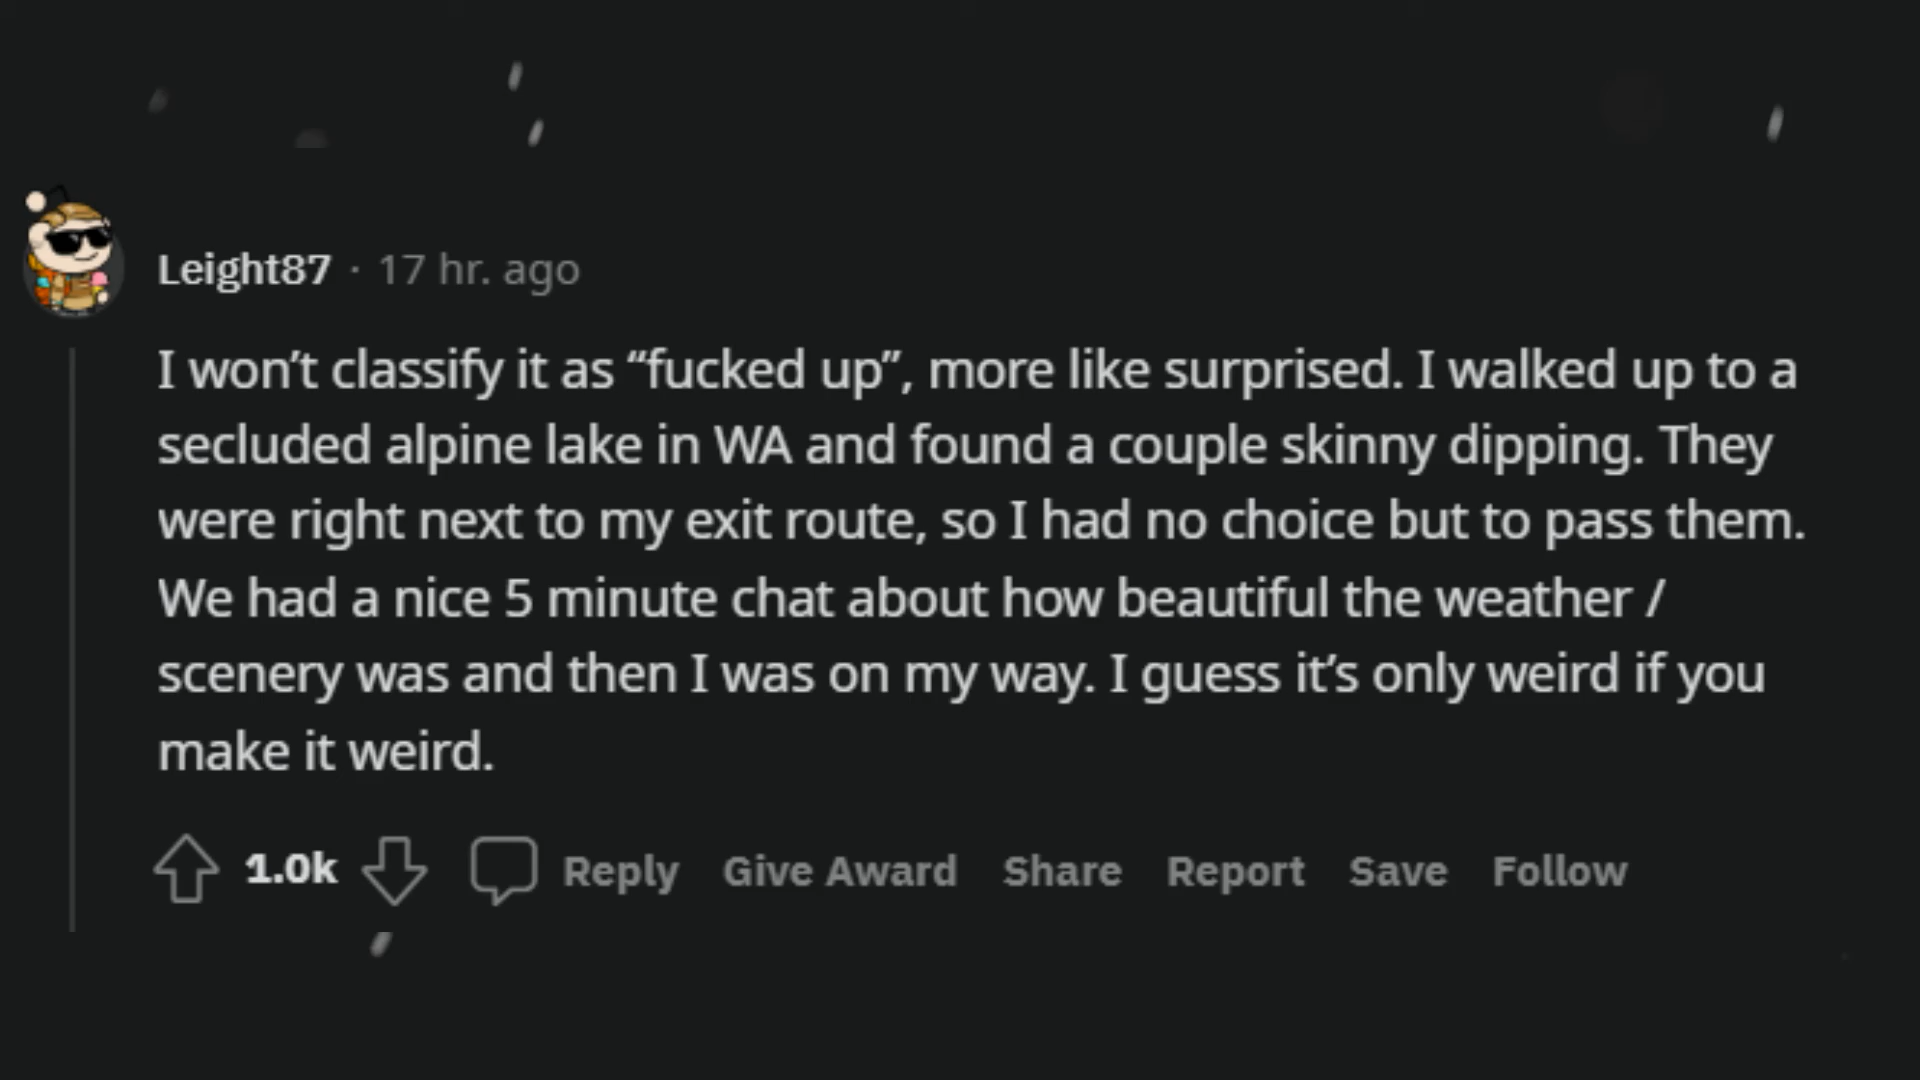 Leight87 · 17 hr. ago
I won’t classify it as “fucked up”, more like surprised. I walked up to a
secluded alpine lake in WA and found a couple skinny dipping. They
were right next to my exit route, so I had no choice but to pass them.
We had a nice 5 minute chat about how beautiful the weather /
scenery was and then I was on my way. I guess it’s only weird if you
make it weird.
1.0k Reply Give Award Share Report Save Follow